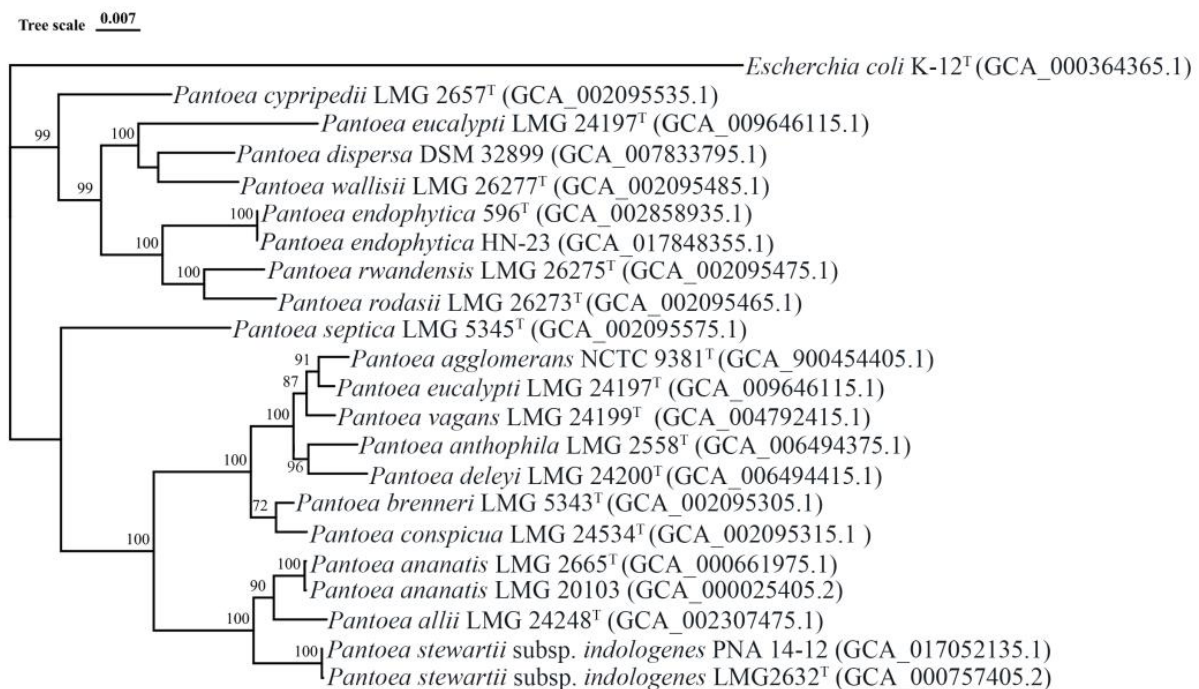 Tree scale 0.007
Escherchia coli K-12ᵀ (GCA_000364365.1)
Pantoea cypripedii LMG 2657ᵀ (GCA_002095535.1)
99
100
Pantoea eucalypti LMG 24197ᵀ (GCA_009646115.1)
Pantoea dispersa DSM 32899 (GCA_007833795.1)
99
Pantoea wallisii LMG 26277ᵀ (GCA_002095485.1)
100
Pantoea endophytica 596ᵀ (GCA_002858935.1)
100
Pantoea endophytica HN-23 (GCA_017848355.1)
100
Pantoea rwandensis LMG 26275ᵀ (GCA_002095475.1)
Pantoea rodasii LMG 26273ᵀ (GCA_002095465.1)
Pantoea septica LMG 5345ᵀ (GCA_002095575.1)
91
Pantoea agglomerans NCTC 9381ᵀ (GCA_900454405.1)
87
Pantoea eucalypti LMG 24197ᵀ (GCA_009646115.1)
100
Pantoea vagans LMG 24199ᵀ (GCA_004792415.1)
Pantoea anthophila LMG 2558ᵀ (GCA_006494375.1)
100
96
Pantoea deleyi LMG 24200ᵀ (GCA_006494415.1)
72
Pantoea brenneri LMG 5343ᵀ (GCA_002095305.1)
Pantoea conspicua LMG 24534ᵀ (GCA_002095315.1 )
100
100
Pantoea ananatis LMG 2665ᵀ (GCA_000661975.1)
90
Pantoea ananatis LMG 20103 (GCA_000025405.2)
100
Pantoea allii LMG 24248ᵀ (GCA_002307475.1)
100
Pantoea stewartii subsp. indologenes PNA 14-12 (GCA_017052135.1)
Pantoea stewartii subsp. indologenes LMG2632ᵀ (GCA_000757405.2)